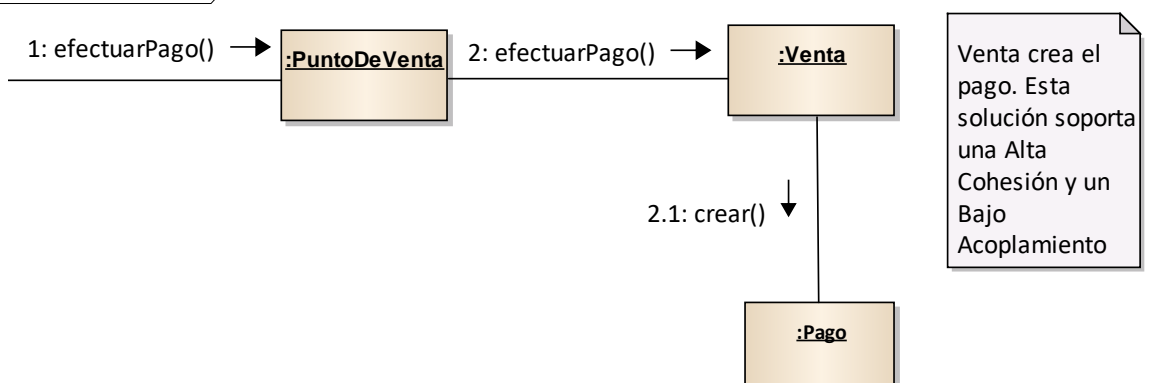 1: efectuarPago()
:PuntoDeVenta
2: efectuarPago()
:Venta
2.1: crear()
:Pago
Venta crea el
pago. Esta
solución soporta
una Alta
Cohesión y un
Bajo
Acoplamiento